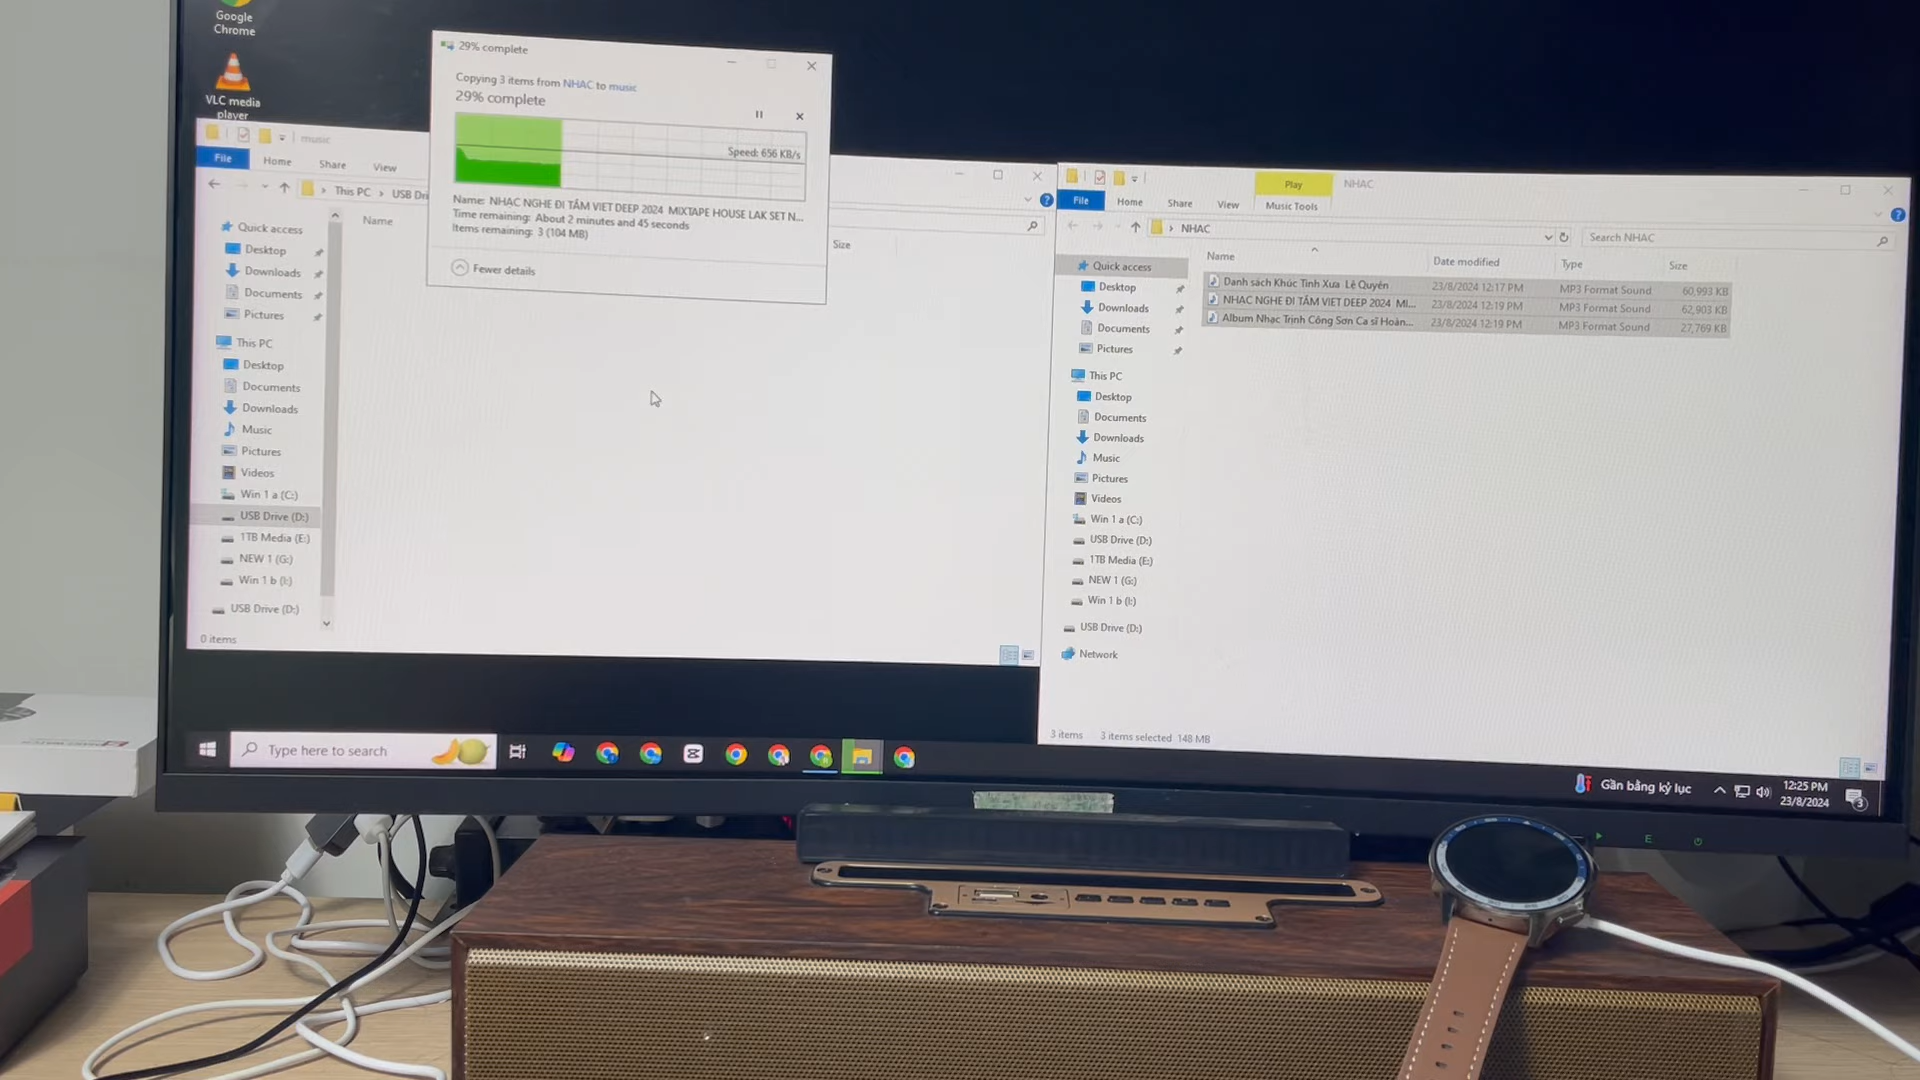 Google
Chrome
VLC media
player
29% complete
Copying 3 items from NHAC to music
29% complete
Speed: 656 KB/s
Name: NHẠC NGHE ĐI TẮM VIET DEEP 2024 MIXTAPE HOUSE LAK SET N...
Time remaining: About 2 minutes and 45 seconds
Items remaining: 3 (104 MB)
Fewer details
music
File Home Share View
This PC > USB Dri
Name
Size
Quick access
Desktop
Downloads
Documents
Pictures
This PC
Desktop
Documents
Downloads
Music
Pictures
Videos
Win 1 a (C:)
USB Drive (D:)
1TB Media (E:)
NEW 1 (G:)
Win 1 b (I:)
USB Drive (D:)
0 items
Play NHAC
File Home Share View Music Tools
> NHAC
Search NHAC
Name Date modified Type Size
Danh sách Khúc Tình Xưa Lệ Quyên 23/8/2024 12:17 PM MP3 Format Sound 60,993 KB
NHẠC NGHE ĐI TẮM VIET DEEP 2024 MI... 23/8/2024 12:19 PM MP3 Format Sound 62,903 KB
Album Nhạc Trịnh Công Sơn Ca sĩ Hoàn... 23/8/2024 12:19 PM MP3 Format Sound 27,769 KB
Quick access
Desktop
Downloads
Documents
Pictures
This PC
Desktop
Documents
Downloads
Music
Pictures
Videos
Win 1 a (C:)
USB Drive (D:)
1TB Media (E:)
NEW 1 (G:)
Win 1 b (I:)
USB Drive (D:)
Network
3 items 3 items selected 148 MB
Type here to search
Gần bằng kỷ lục
12:25 PM
23/8/2024
3
E